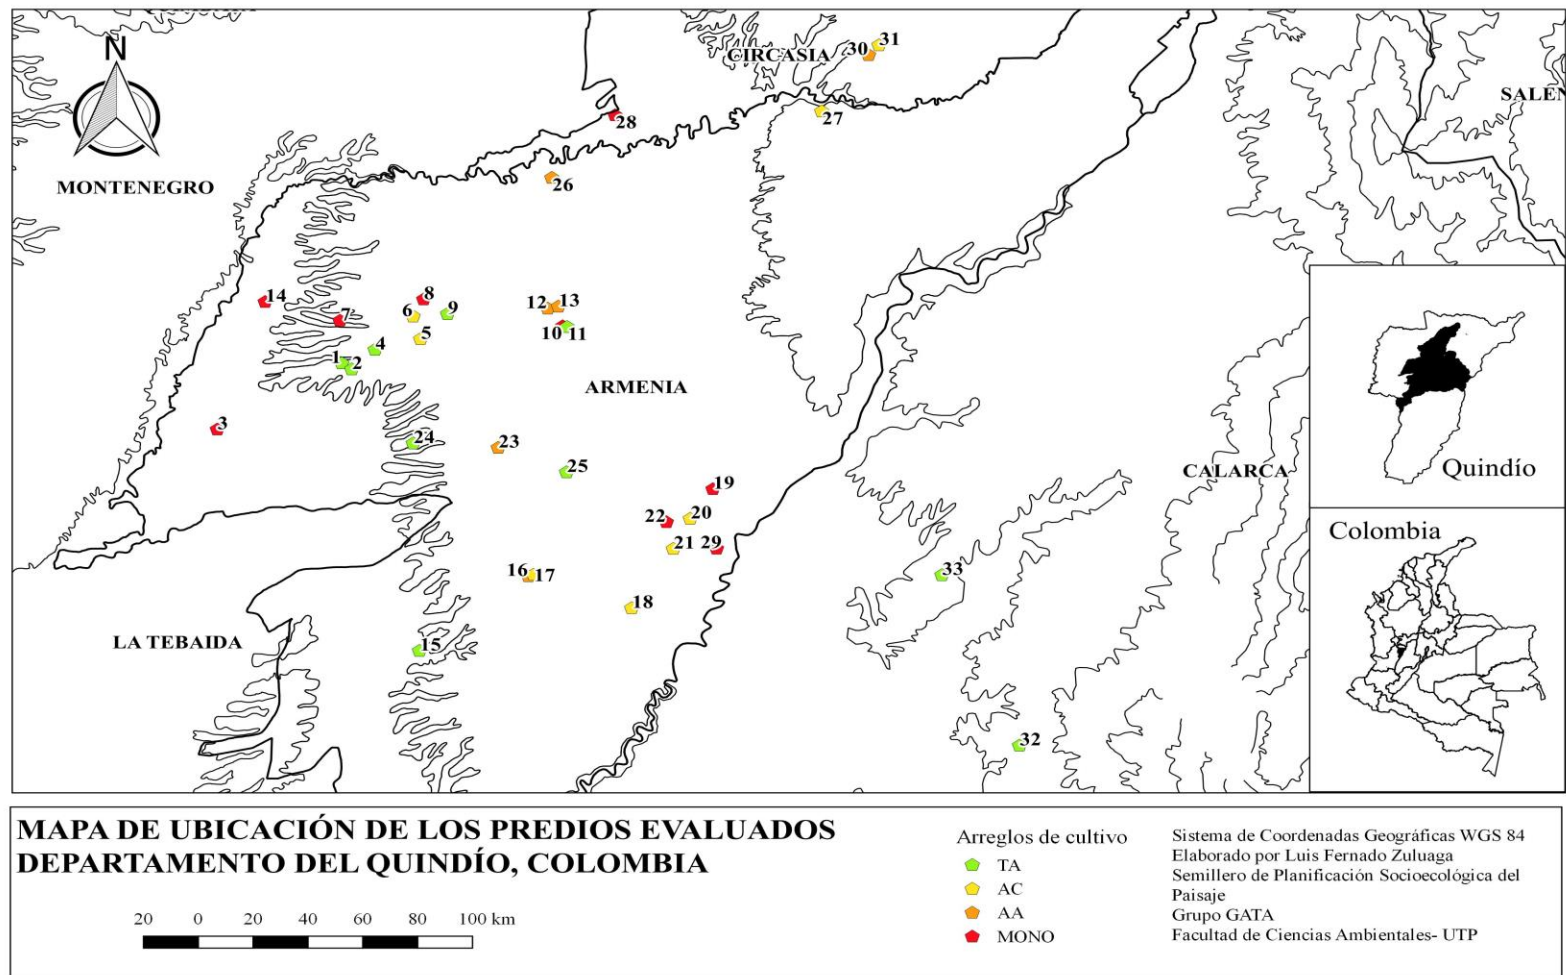 N
CIRCASIA
30
31
27
SALEN
28
MONTENEGRO
26
14
7
6
8
9
5
12
13
10
11
4
1
2
ARMENIA
3
24
23
25
CALARCA
19
20
22
21
29
16
17
18
33
LA TEBAIDA
15
32
Quindío
Colombia
MAPA DE UBICACIÓN DE LOS PREDIOS EVALUADOS
DEPARTAMENTO DEL QUINDÍO, COLOMBIA
20 0 20 40 60 80 100 km
Arreglos de cultivo
TA
AC
AA
MONO
Sistema de Coordenadas Geográficas WGS 84
Elaborado por Luis Fernado Zuluaga
Semillero de Planificación Socioecológica del
Paisaje
Grupo GATA
Facultad de Ciencias Ambientales- UTP